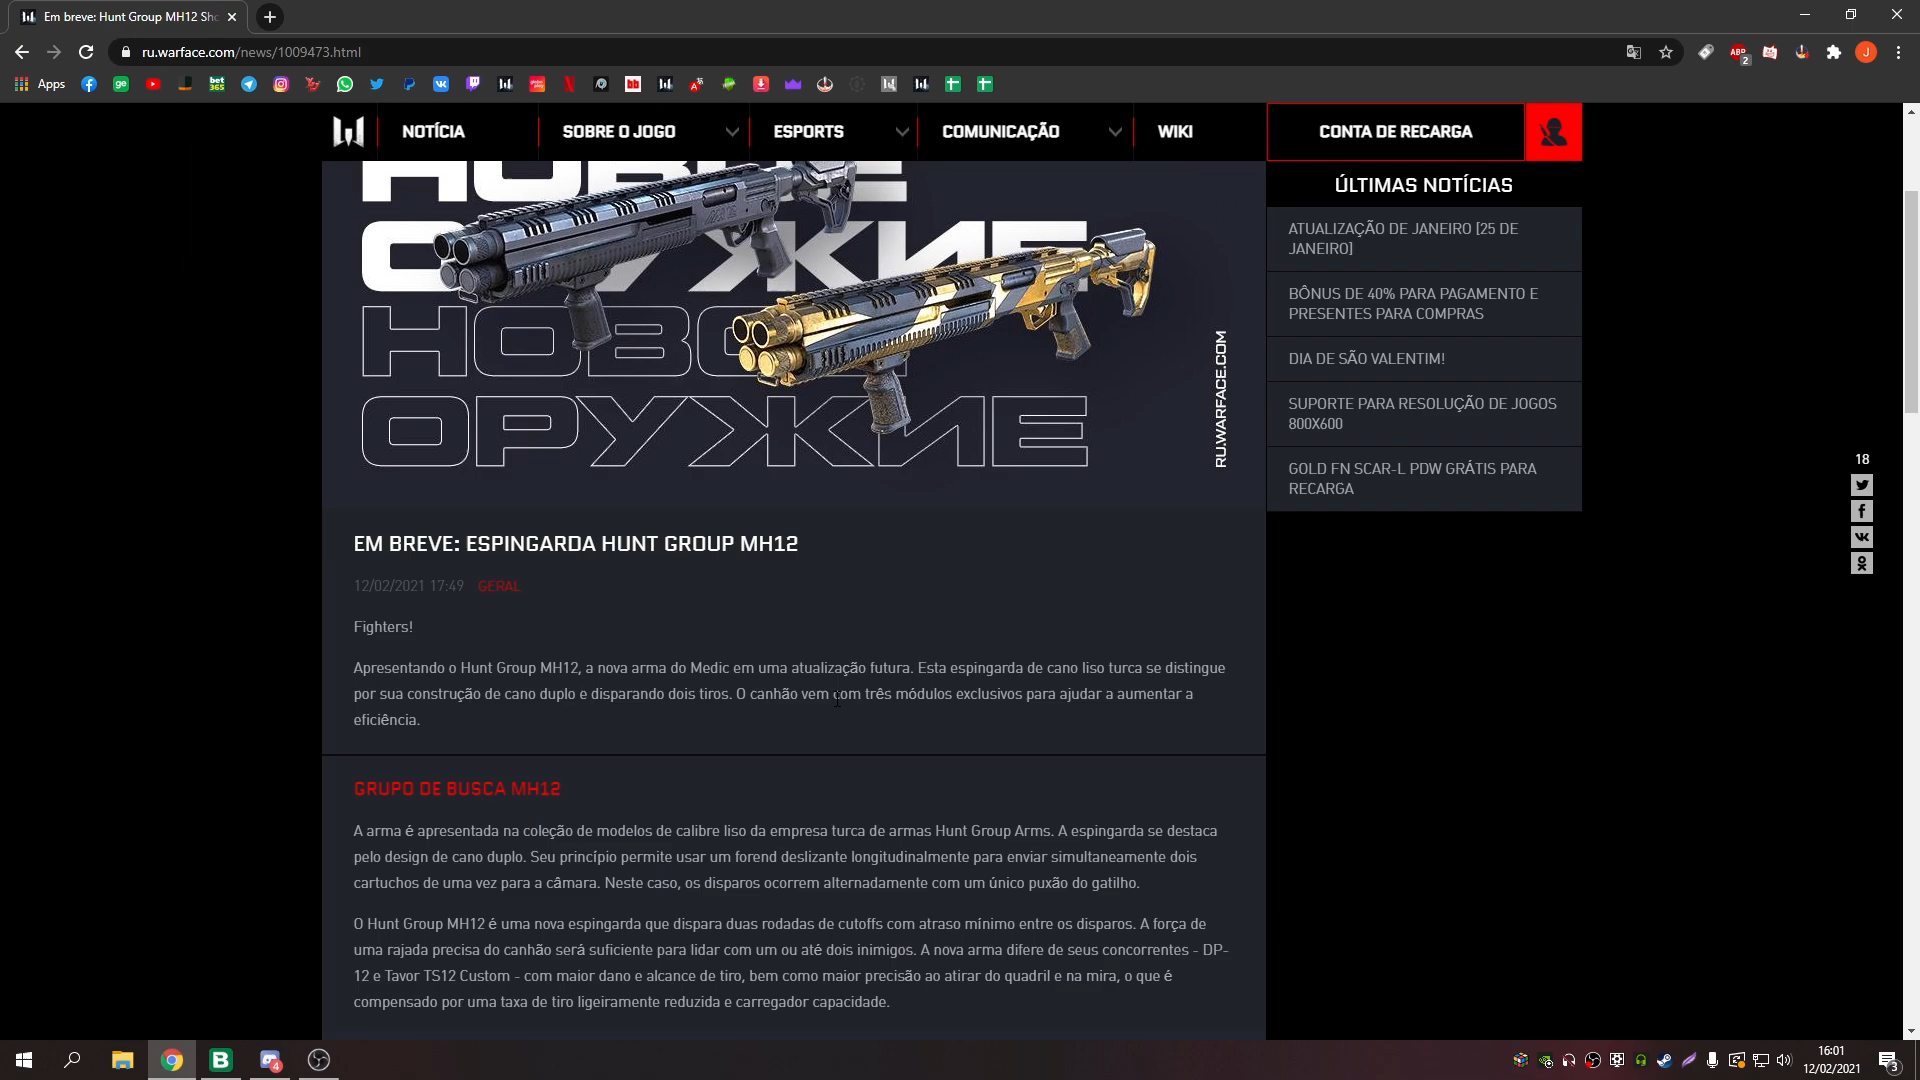 Em breve: Hunt Group MH12 Sho
ru.warface.com/news/1009473.html
2
J
Apps
NOTÍCIA
SOBRE O JOGO
ESPORTS
COMUNICAÇÃO
WIKI
CONTA DE RECARGA
НОВОЕ
ОРУЖИЕ
НОВОЕ
ОРУЖИЕ
RU.WARFACE.COM
ÚLTIMAS NOTÍCIAS
ATUALIZAÇÃO DE JANEIRO [25 DE
JANEIRO]
BÔNUS DE 40% PARA PAGAMENTO E
PRESENTES PARA COMPRAS
DIA DE SÃO VALENTIM!
SUPORTE PARA RESOLUÇÃO DE JOGOS
800X600
GOLD FN SCAR-L PDW GRÁTIS PARA
RECARGA
18
EM BREVE: ESPINGARDA HUNT GROUP MH12
12/02/2021 17:49 GERAL
Fighters!
Apresentando o Hunt Group MH12, a nova arma do Medic em uma atualização futura. Esta espingarda de cano liso turca se distingue
por sua construção de cano duplo e disparando dois tiros. O canhão vem com três módulos exclusivos para ajudar a aumentar a
eficiência.
GRUPO DE BUSCA MH12
A arma é apresentada na coleção de modelos de calibre liso da empresa turca de armas Hunt Group Arms. A espingarda se destaca
pelo design de cano duplo. Seu princípio permite usar um forend deslizante longitudinalmente para enviar simultaneamente dois
cartuchos de uma vez para a câmara. Neste caso, os disparos ocorrem alternadamente com um único puxão do gatilho.
O Hunt Group MH12 é uma nova espingarda que dispara duas rodadas de cutoffs com atraso mínimo entre os disparos. A força de
uma rajada precisa do canhão será suficiente para lidar com um ou até dois inimigos. A nova arma difere de seus concorrentes - DP-
12 e Tavor TS12 Custom - com maior dano e alcance de tiro, bem como maior precisão ao atirar do quadril e na mira, o que é
compensado por uma taxa de tiro ligeiramente reduzida e carregador capacidade.
16:01
12/02/2021